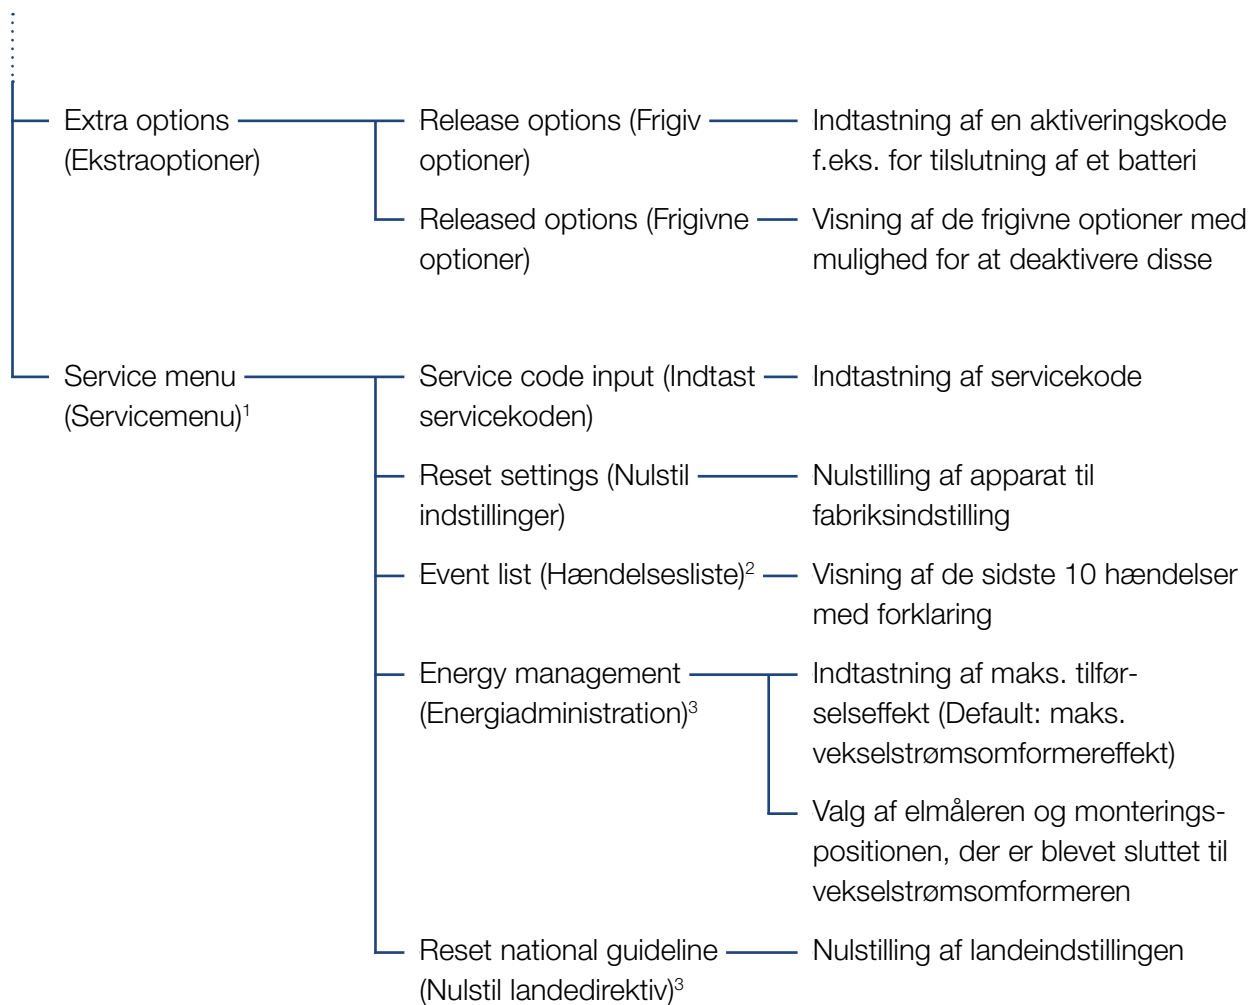 Extra options
(Ekstraoptioner)
Release options (Frigiv
optioner)
Indtastning af en aktiveringskode
f.eks. for tilslutning af et batteri
Released options (Frigivne
optioner)
Visning af de frigivne optioner med
mulighed for at deaktivere disse
Service menu
(Servicemenu)¹
Service code input (Indtast
servicekoden)
Indtastning af servicekode
Reset settings (Nulstil
indstillinger)
Nulstilling af apparat til
fabriksindstilling
Event list (Hændelsesliste)²
Visning af de sidste 10 hændelser
med forklaring
Energy management
(Energiadministration)³
Indtastning af maks. tilfør-
selseffekt (Default: maks.
vekselstrømsomformereffekt)
Valg af elmåleren og monterings-
positionen, der er blevet sluttet til
vekselstrømsomformeren
Reset national guideline
(Nulstil landedirektiv)³
Nulstilling af landeindstillingen